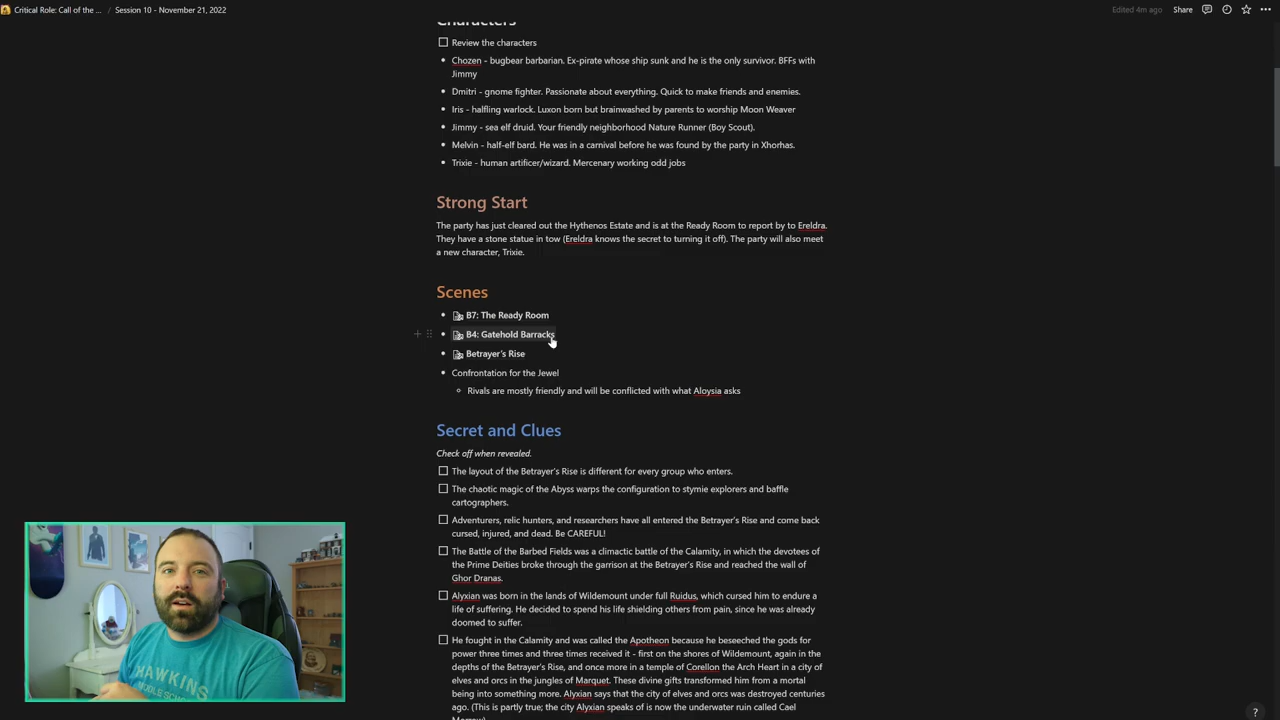 Critical Role: Call of the ... / Session 10 - November 21, 2022
Edited 4m ago Share
Characters
Review the characters
Chozen - bugbear barbarian. Ex-pirate whose ship sunk and he is the only survivor. BFFs with
Jimmy
Dmitri - gnome fighter. Passionate about everything. Quick to make friends and enemies.
Iris - halfling warlock. Luxon born but brainwashed by parents to worship Moon Weaver
Jimmy - sea elf druid. Your friendly neighborhood Nature Runner (Boy Scout).
Melvin - half-elf bard. He was in a carnival before he was found by the party in Xhorhas.
Trixie - human artificer/wizard. Mercenary working odd jobs
Strong Start
The party has just cleared out the Hythenos Estate and is at the Ready Room to report by to Ereldra.
They have a stone statue in tow (Ereldra knows the secret to turning it off). The party will also meet
a new character, Trixie.
Scenes
B7: The Ready Room
B4: Gatehold Barracks
Betrayer's Rise
Confrontation for the Jewel
Rivals are mostly friendly and will be conflicted with what Aloysia asks
Secret and Clues
Check off when revealed.
The layout of the Betrayer's Rise is different for every group who enters.
The chaotic magic of the Abyss warps the configuration to stymie explorers and baffle
cartographers.
Adventurers, relic hunters, and researchers have all entered the Betrayer's Rise and come back
cursed, injured, and dead. Be CAREFUL!
The Battle of the Barbed Fields was a climactic battle of the Calamity, in which the devotees of
the Prime Deities broke through the garrison at the Betrayer's Rise and reached the wall of
Ghor Dranas.
Alyxian was born in the lands of Wildemount under full Ruidus, which cursed him to endure a
life of suffering. He decided to spend his life shielding others from pain, since he was already
doomed to suffer.
He fought in the Calamity and was called the Apotheon because he beseeched the gods for
power three times and three times received it - first on the shores of Wildemount, again in the
depths of the Betrayer's Rise, and once more in a temple of Corellon the Arch Heart in a city of
elves and orcs in the jungles of Marquet. These divine gifts transformed him from a mortal
being into something more. Alyxian says that the city of elves and orcs was destroyed centuries
ago. (This is partly true; the city Alyxian speaks of is now the underwater ruin called Cael
Morrow)
HAWKINS
?